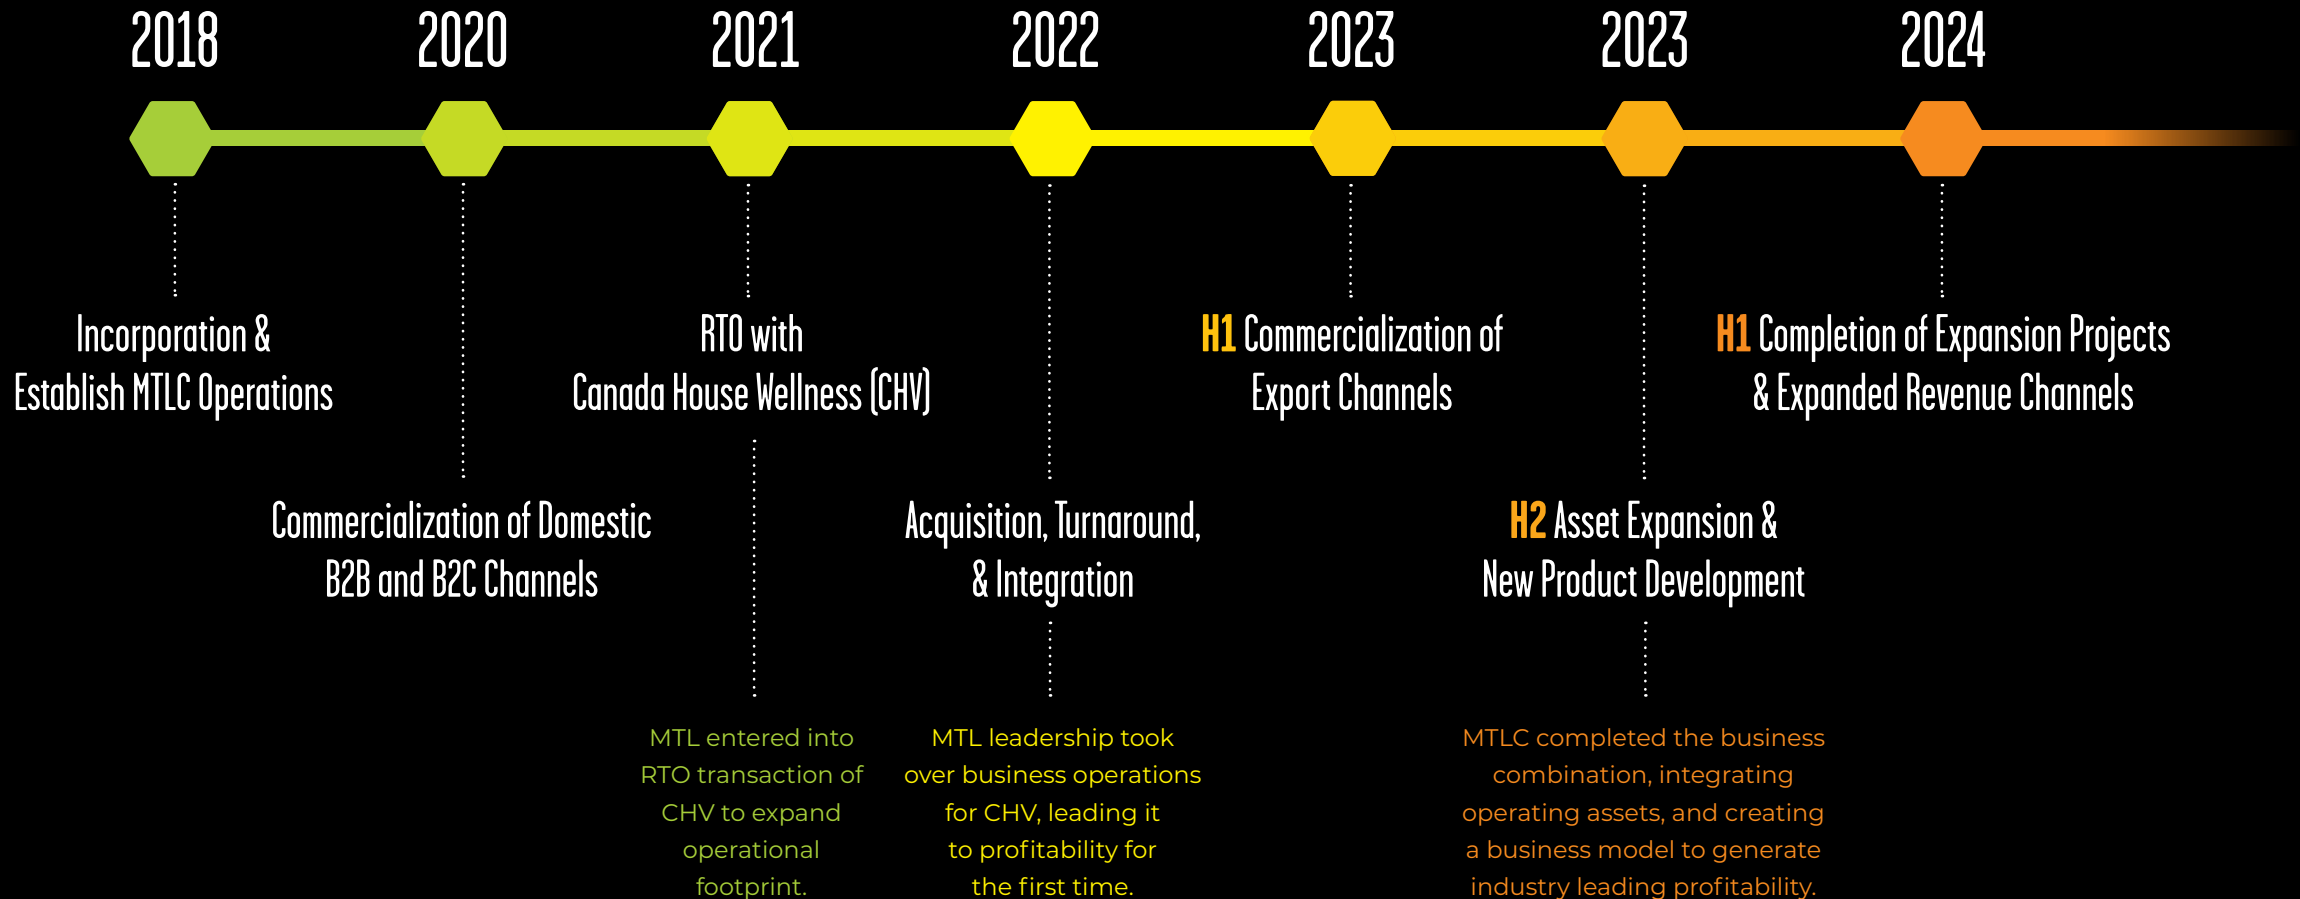 2018
2020
2021
2022
2023
2023
2024
Incorporation &
Establish MTLC Operations
Commercialization of Domestic
B2B and B2C Channels
RTO with
Canada House Wellness (CHV)
MTL entered into
RTO transaction of
CHV to expand
operational
footprint.
Acquisition, Turnaround,
& Integration
MTL leadership took
over business operations
for CHV, leading it
to profitability for
the first time.
H1 Commercialization of
Export Channels
H2 Asset Expansion &
New Product Development
MTLC completed the business
combination, integrating
operating assets, and creating
a business model to generate
industry leading profitability.
H1 Completion of Expansion Projects
& Expanded Revenue Channels